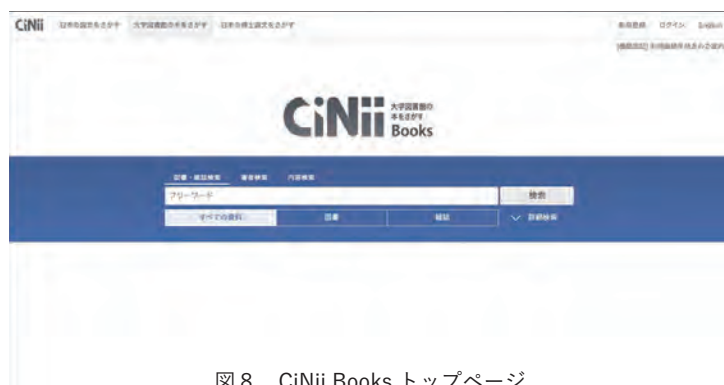 CiNii 日本の論文をさがす 大学図書館の本をさがす 日本の博士論文をさがす
新規登録 ログイン English
CiNii 大学図書館の
本をさがす
Books
図書・雑誌検索 著者検索 内容検索
フリーワード 検索
すべての資料 図書 雑誌 詳細検索
図8 CiNii Books トップページ